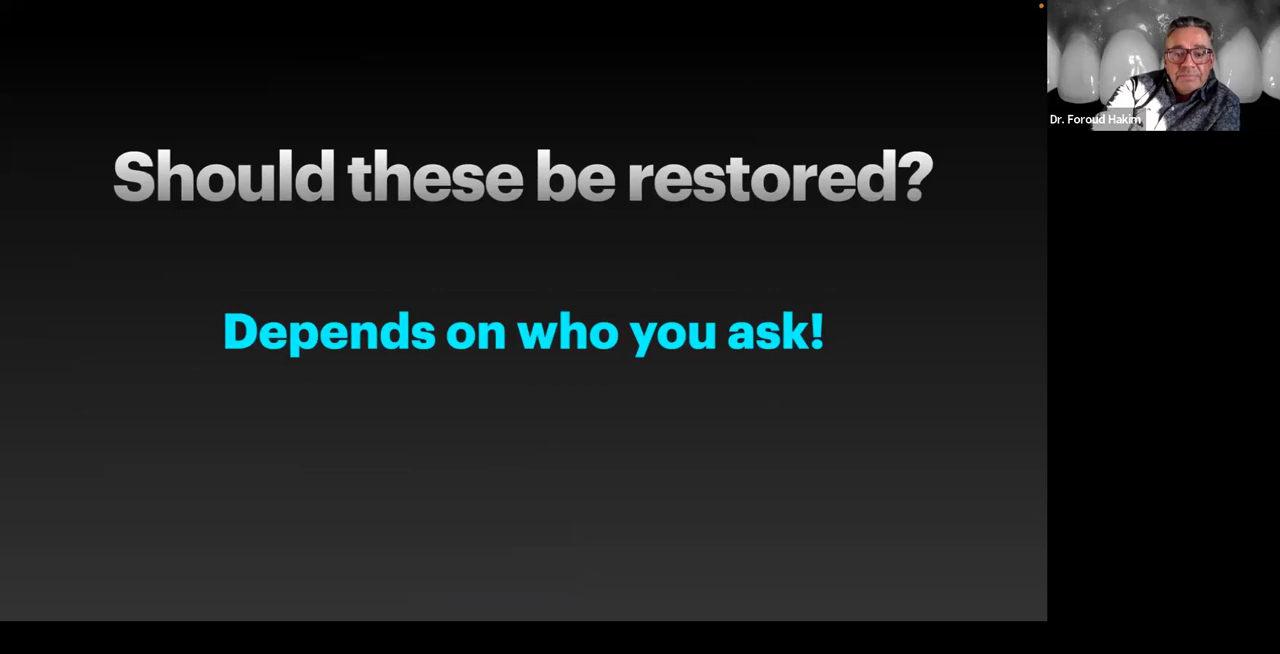 Should these be restored?
Depends on who you ask!
Dr. Foroud Hakim